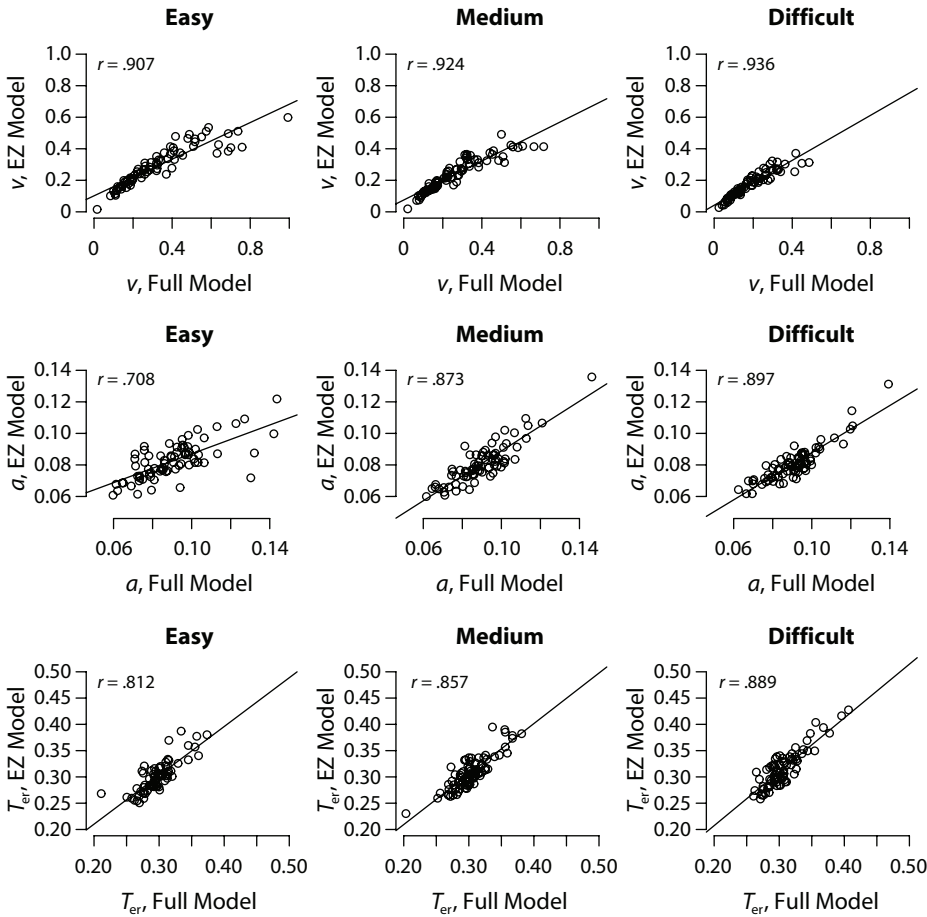 Easy Medium Difficult
v, EZ Model
1.0
0.8
0.6
0.4
0.2
0
r = .907
0 0.4 0.8
v, Full Model
v, EZ Model
1.0
0.8
0.6
0.4
0.2
0
r = .924
0 0.4 0.8
v, Full Model
v, EZ Model
1.0
0.8
0.6
0.4
0.2
0
r = .936
0 0.4 0.8
v, Full Model
Easy Medium Difficult
a, EZ Model
0.14
0.12
0.10
0.08
0.06
r = .708
0.06 0.10 0.14
a, Full Model
a, EZ Model
0.14
0.12
0.10
0.08
0.06
r = .873
0.06 0.10 0.14
a, Full Model
a, EZ Model
0.14
0.12
0.10
0.08
0.06
r = .897
0.06 0.10 0.14
a, Full Model
Easy Medium Difficult
Ter, EZ Model
0.50
0.45
0.40
0.35
0.30
0.25
0.20
r = .812
0.20 0.30 0.40 0.50
Ter, Full Model
Ter, EZ Model
0.50
0.45
0.40
0.35
0.30
0.25
0.20
r = .857
0.20 0.30 0.40 0.50
Ter, Full Model
Ter, EZ Model
0.50
0.45
0.40
0.35
0.30
0.25
0.20
r = .889
0.20 0.30 0.40 0.50
Ter, Full Model